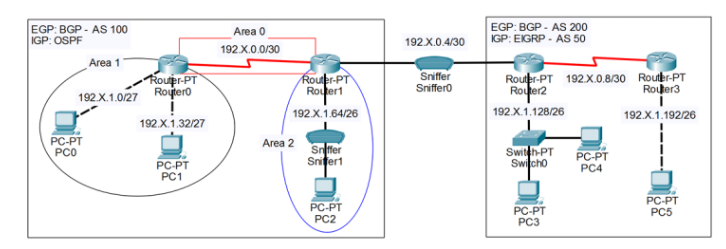 EGP: BGP - AS 100
IGP: OSPF
Area 0
192.X.0.0/30
Area 1
Router-PT
Router0
Router-PT
Router1
192.X.1.0/27
192.X.1.32/27
PC-PT
PC0
PC-PT
PC1
192.X.1.64/26
Area 2
Sniffer
Sniffer1
PC-PT
PC2
192.X.0.4/30
Sniffer
Sniffer0
EGP: BGP - AS 200
IGP: EIGRP - AS 50
Router-PT
Router2
192.X.0.8/30
Router-PT
Router3
192.X.1.128/26
192.X.1.192/26
Switch-PT
Switch0
PC-PT
PC4
PC-PT
PC3
PC-PT
PC5